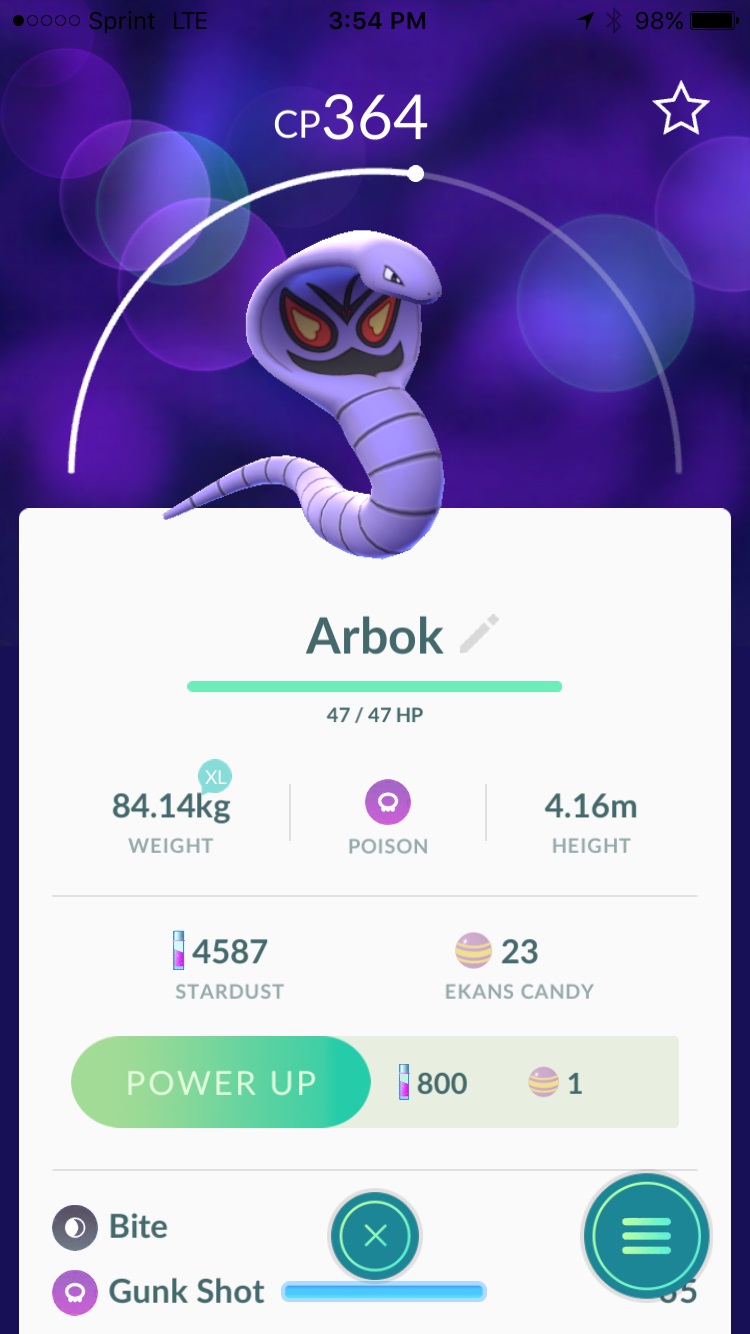 Sprint LTE 3:54 PM 98%
CP364
Arbok
47 / 47 HP
XL
84.14kg 4.16m
WEIGHT POISON HEIGHT
4587 23
STARDUST EKANS CANDY
POWER UP 800 1
Bite
Gunk Shot